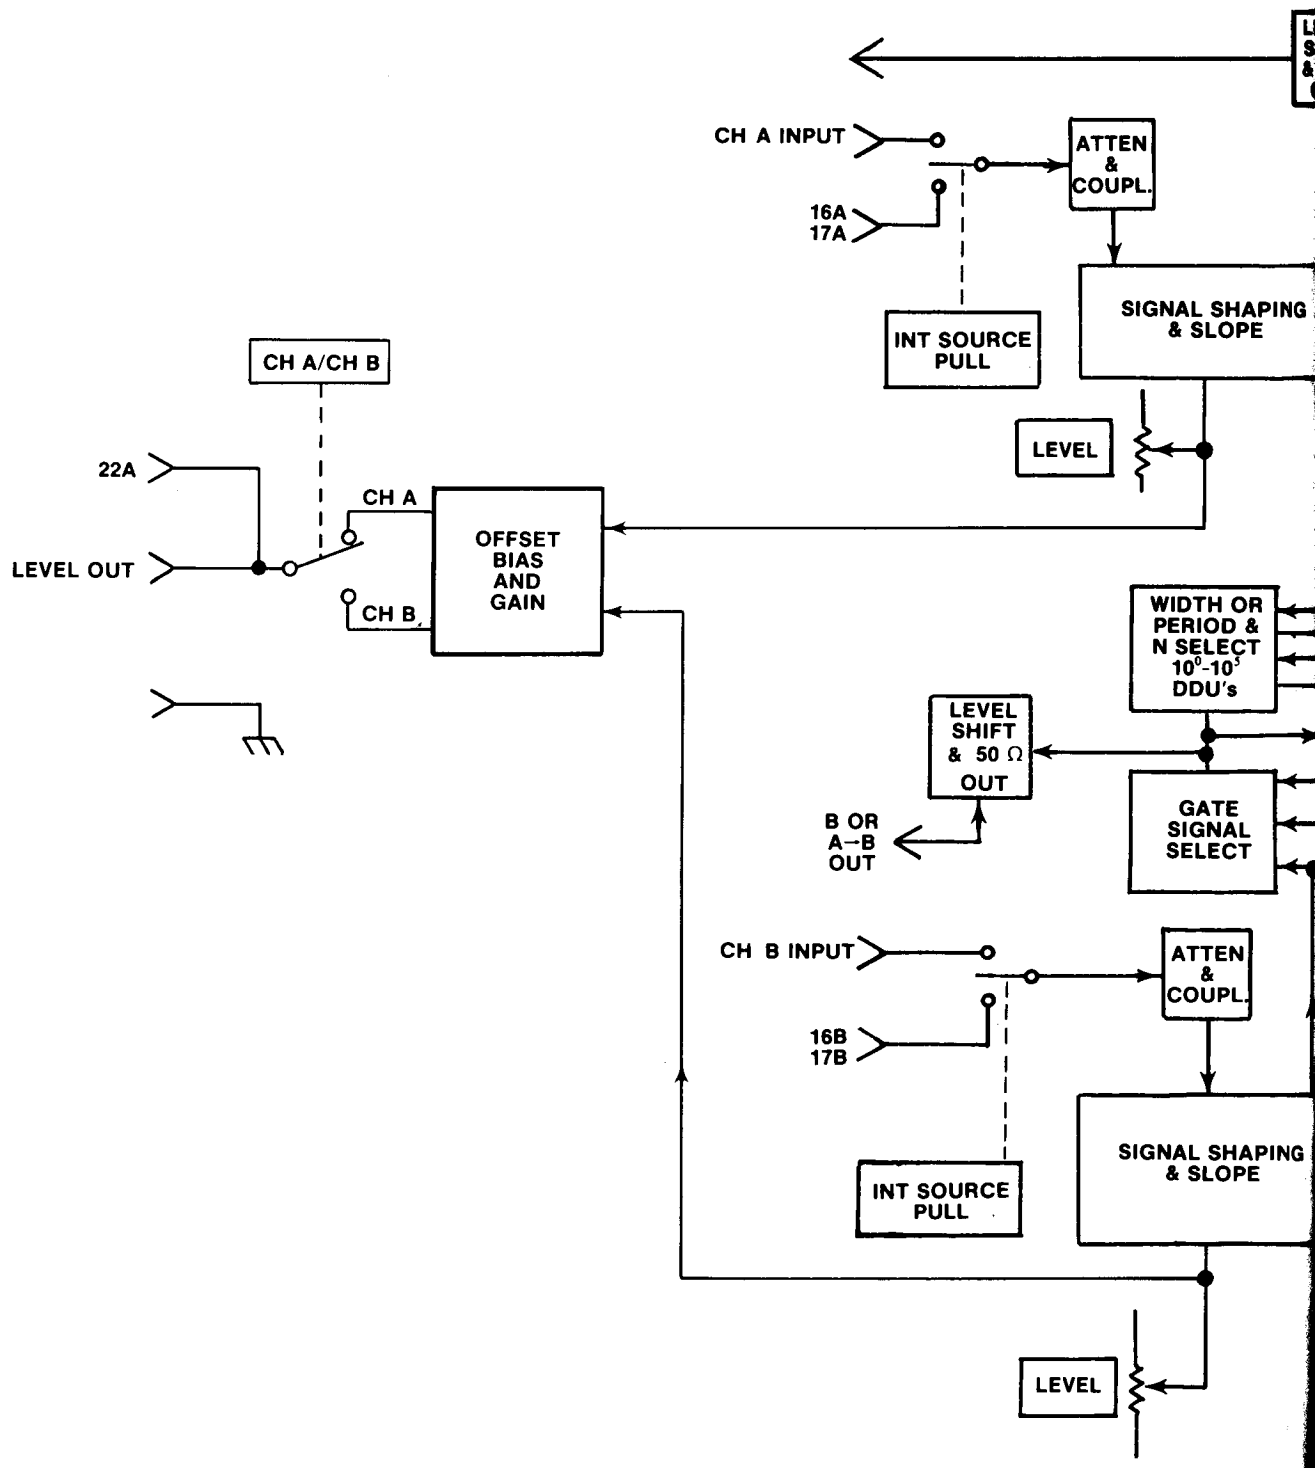 CH A INPUT
ATTEN
&
COUPL.
16A
17A
SIGNAL SHAPING
& SLOPE
INT SOURCE
PULL
CH A/CH B
LEVEL
22A
CH A
OFFSET
BIAS
AND
GAIN
LEVEL OUT
CH B
WIDTH OR
PERIOD &
N SELECT
10⁰-10⁵
DDU's
LEVEL
SHIFT
& 50 Ω
OUT
GATE
SIGNAL
SELECT
B OR
A→B
OUT
CH B INPUT
ATTEN
&
COUPL.
16B
17B
SIGNAL SHAPING
& SLOPE
INT SOURCE
PULL
LEVEL